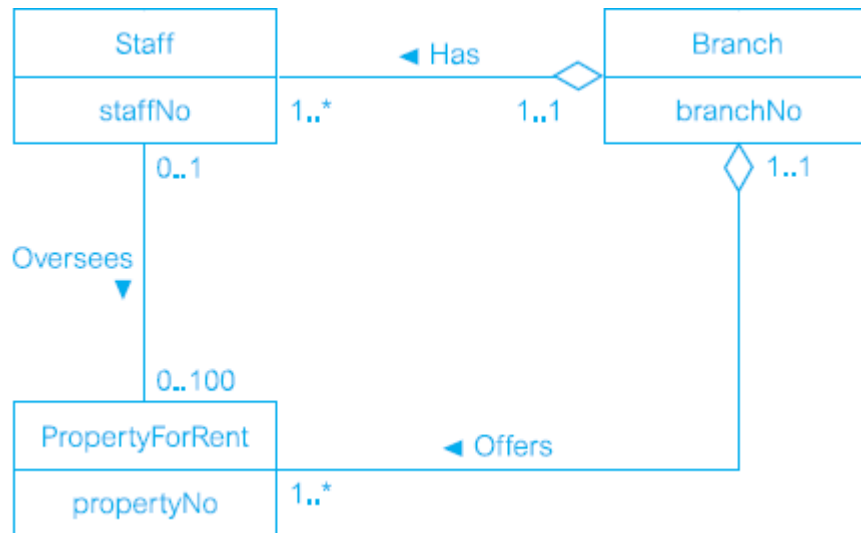 Staff
◄ Has
Branch
staffNo
1..*
1..1
branchNo
0..1
1..1
Oversees
▼
0..100
PropertyForRent
◄ Offers
propertyNo
1..*